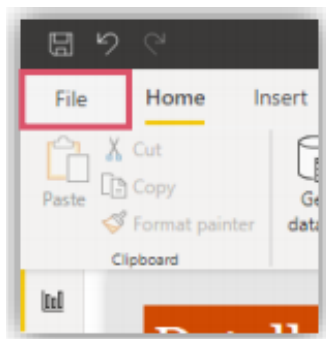 File Home Insert
Paste
Cut
Copy
Format painter
Clipboard